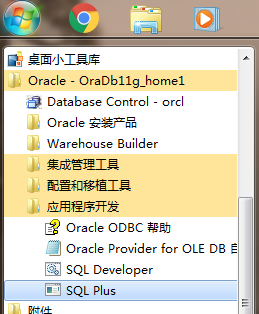 桌面小工具库
Oracle - OraDb11g_home1
Database Control - orcl
Oracle 安装产品
Warehouse Builder
集成管理工具
配置和移植工具
应用程序开发
Oracle ODBC 帮助
Oracle Provider for OLE DB 自
SQL Developer
SQL Plus
附件